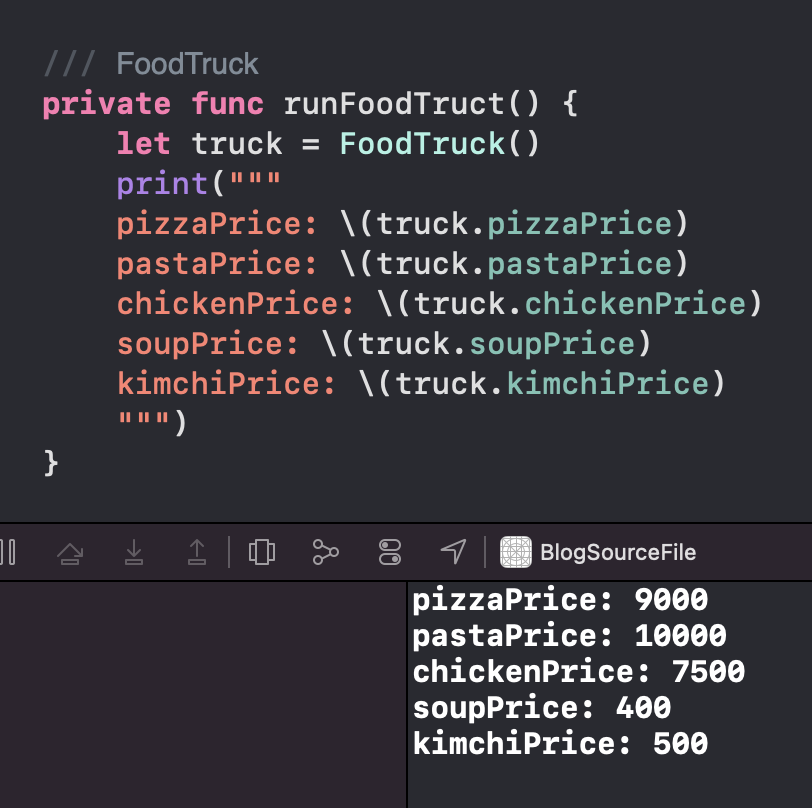 /// FoodTruck
private func runFoodTruct() {
    let truck = FoodTruck()
    print("""
    pizzaPrice: \(truck.pizzaPrice)
    pastaPrice: \(truck.pastaPrice)
    chickenPrice: \(truck.chickenPrice)
    soupPrice: \(truck.soupPrice)
    kimchiPrice: \(truck.kimchiPrice)
    """)
}
BlogSourceFile
pizzaPrice: 9000
pastaPrice: 10000
chickenPrice: 7500
soupPrice: 400
kimchiPrice: 500